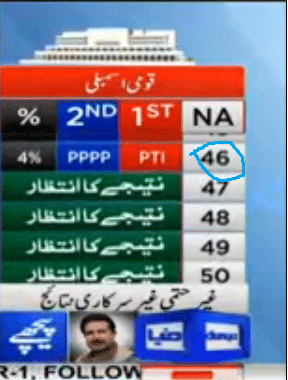 قومی اسمبلی
% 2ND 1ST NA
4% PPPP PTI 46
نتیجے کا انتظار 47
نتیجے کا انتظار 48
نتیجے کا انتظار 49
نتیجے کا انتظار 50
غیر حتمی غیر سرکاری نتائج
پیچھے دنیا
R-1, FOLLOW